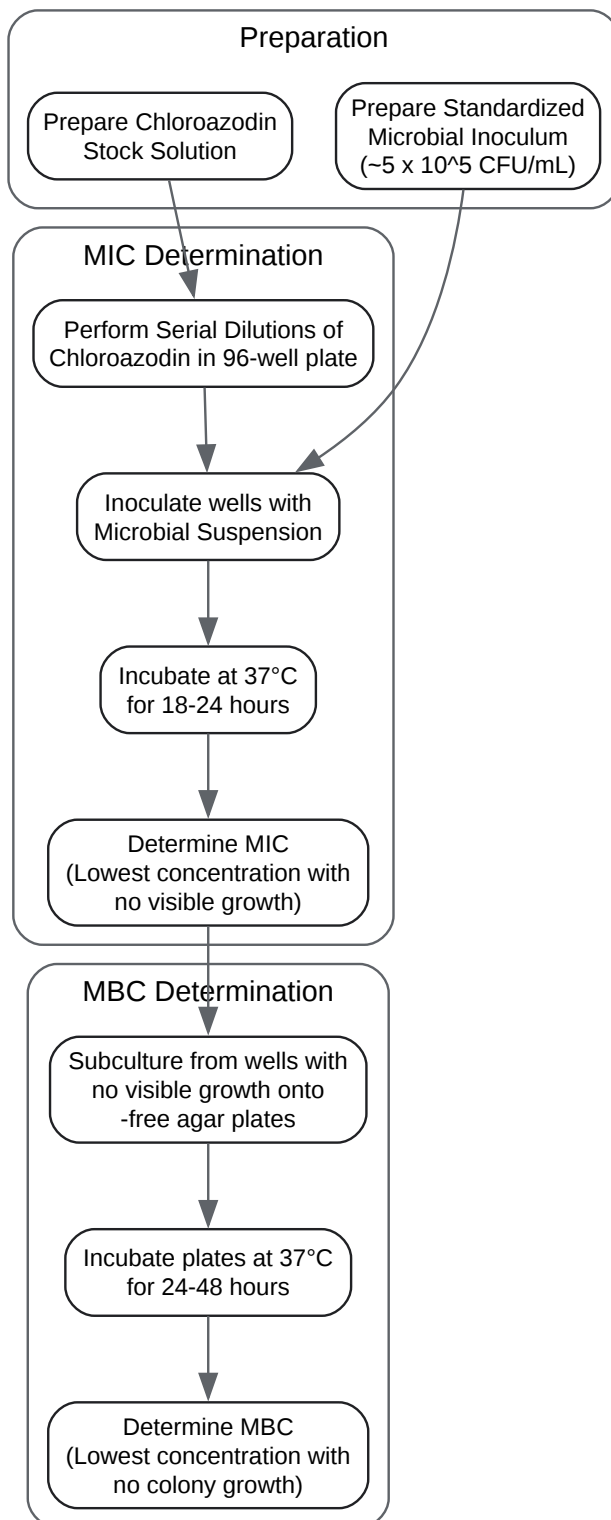 Preparation
Prepare Chloroazodin
Stock Solution
Prepare Standardized
Microbial Inoculum
(~5 x 10^5 CFU/mL)
MIC Determination
Perform Serial Dilutions of
Chloroazodin in 96-well plate
Inoculate wells with
Microbial Suspension
Incubate at 37°C
for 18-24 hours
Determine MIC
(Lowest concentration with
no visible growth)
MBC Determination
Subculture from wells with
no visible growth onto
-free agar plates
Incubate plates at 37°C
for 24-48 hours
Determine MBC
(Lowest concentration with
no colony growth)